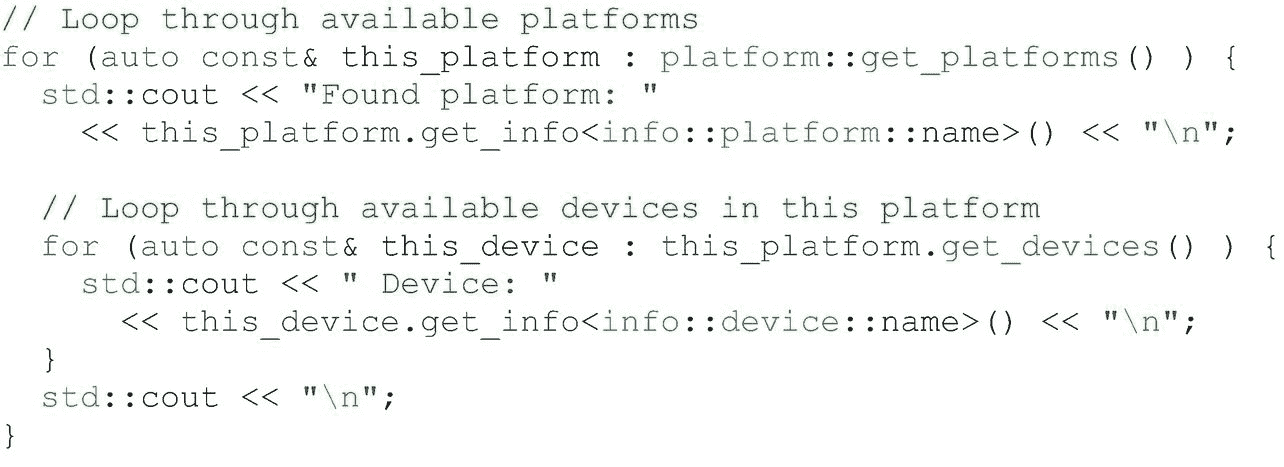 // Loop through available platforms
for (auto const& this_platform : platform::get_platforms() ) {
  std::cout << "Found platform: "
    << this_platform.get_info<info::platform::name>() << "\n";

  // Loop through available devices in this platform
  for (auto const& this_device : this_platform.get_devices() ) {
    std::cout << " Device: "
      << this_device.get_info<info::device::name>() << "\n";
  }
  std::cout << "\n";
}